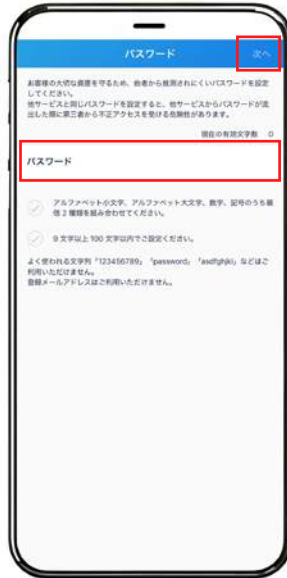 パスワード 次へ
お客様の大切な資産を守るため、他者から推測されにくいパスワードを設定
してください。
他サービスと同じパスワードを設定すると、他サービスからパスワードが流
出した際に第三者から不正アクセスを受ける危険性があります。
現在の有効文字数 0
パスワード
アルファベット小文字、アルファベット大文字、数字、記号のうち最
低 2 種類を組み合わせてください。
9 文字以上 100 文字以内でご設定ください。
よく使われる文字列「123456789」「password」「asdfghjkl」などはご
利用いただけません。
登録メールアドレスはご利用いただけません。